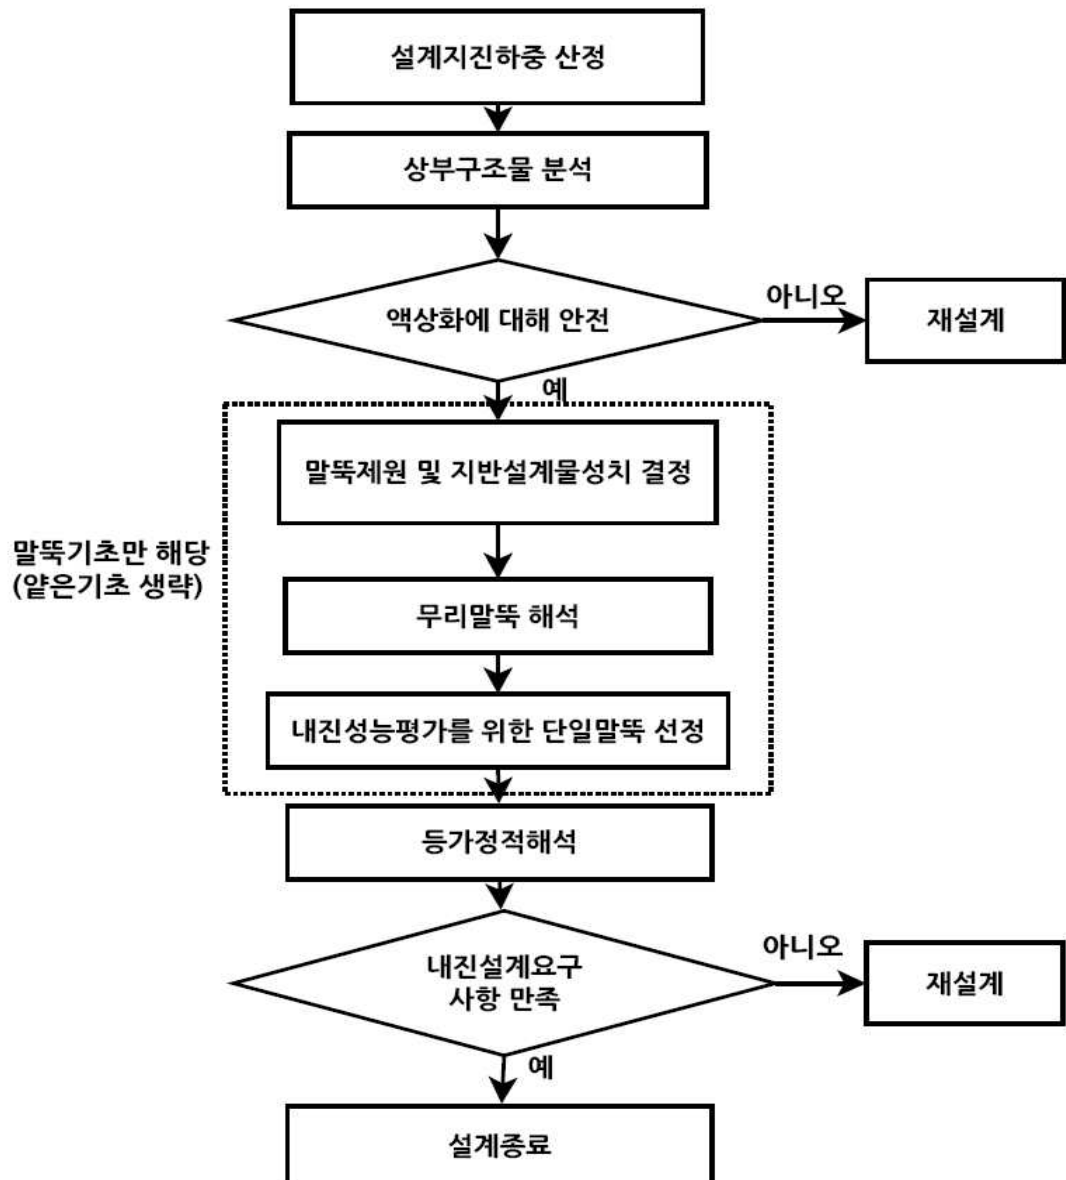 설계지진하중 산정
상부구조물 분석
액상화에 대해 안전
아니오
재설계
예
말뚝제원 및 지반설계물성치 결정
말뚝기초만 해당
(얕은기초 생략)
무리말뚝 해석
내진성능평가를 위한 단일말뚝 선정
등가정적해석
내진설계요구
사항 만족
아니오
재설계
예
설계종료